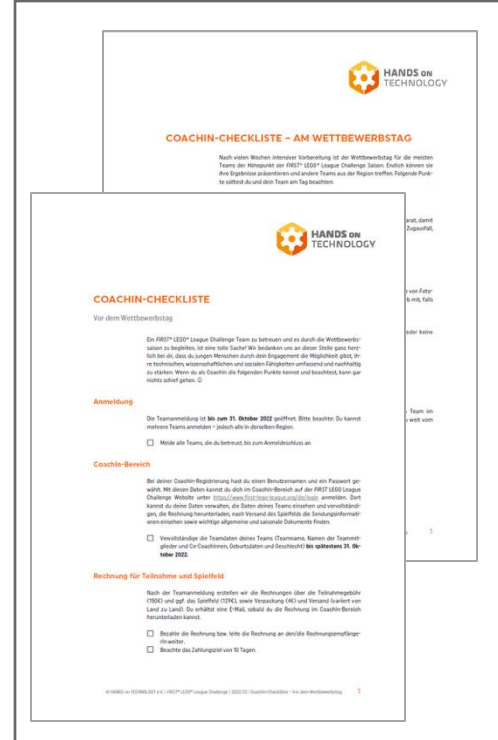 HANDS ON
TECHNOLOGY
COACHIN-CHECKLISTE – AM WETTBEWERBSTAG
Nach vielen Wochen intensiver Vorbereitung ist der Wettbewerbstag für die meisten
Teams der Höhepunkt der FIRST® LEGO® League Challenge Saison. Endlich können sie
ihre Ergebnisse präsentieren und andere Teams aus der Region treffen. Folgende Punk-
te solltest du und dein Team am Tag beachten:
arat, damit
Zugausfall,
e von Foto-
b mit, falls
eder keine
Team im
weit vom
1
HANDS ON
TECHNOLOGY
COACHIN-CHECKLISTE
Vor dem Wettbewerbstag
Ein FIRST® LEGO® League Challenge Team zu betreuen und es durch die Wettbewerbs-
saison zu begleiten, ist eine tolle Sache! Wir bedanken uns an dieser Stelle ganz herz-
lich bei dir, dass du jungen Menschen durch dein Engagement die Möglichkeit gibst, ih-
re technischen, wissenschaftlichen und sozialen Fähigkeiten umfassend und nachhaltig
zu stärken. Wenn du als Coachin die folgenden Punkte kennst und beachtest, kann gar
nichts schief gehen. ☺
Anmeldung
Die Teamanmeldung ist bis zum 31. Oktober 2022 geöffnet. Bitte beachte: Du kannst
mehrere Teams anmelden – jedoch alle in derselben Region.
☐ Melde alle Teams, die du betreust, bis zum Anmeldeschluss an.
Coachin-Bereich
Bei deiner Coachin-Registrierung hast du einen Benutzernamen und ein Passwort ge-
wählt. Mit diesen Daten kannst du dich im Coachin-Bereich auf der FIRST LEGO League
Challenge Website unter https://www.first-lego-league.org/de/login anmelden. Dort
kannst du deine Daten verwalten, die Daten deines Teams einsehen und vervollständi-
gen, die Rechnung herunterladen, nach Versand des Spielfelds die Sendungsinformati-
onen einsehen sowie wichtige allgemeine und saisonale Dokumente finden.
☐ Vervollständige die Teamdaten deines Teams (Teamname, Namen der Teammit-
glieder und Co-Coachinnen, Geburtsdaten und Geschlecht) bis spätestens 31. Ok-
tober 2022.
Rechnung für Teilnahme und Spielfeld
Nach der Teamanmeldung erstellen wir die Rechnungen über die Teilnahmegebühr
(150€) und ggf. das Spielfeld (129€), sowie Verpackung (4€) und Versand (variiert von
Land zu Land). Du erhältst eine E-Mail, sobald du die Rechnung im Coachin-Bereich
herunterladen kannst.
☐ Bezahle die Rechnung bzw. leite die Rechnung an den/die Rechnungsempfänge-
rin weiter.
☐ Beachte das Zahlungsziel von 10 Tagen.
© HANDS on TECHNOLOGY e.V. | FIRST® LEGO® League Challenge | 2022/23 | Coachin-Checkliste – Vor dem Wettbewerbstag 1